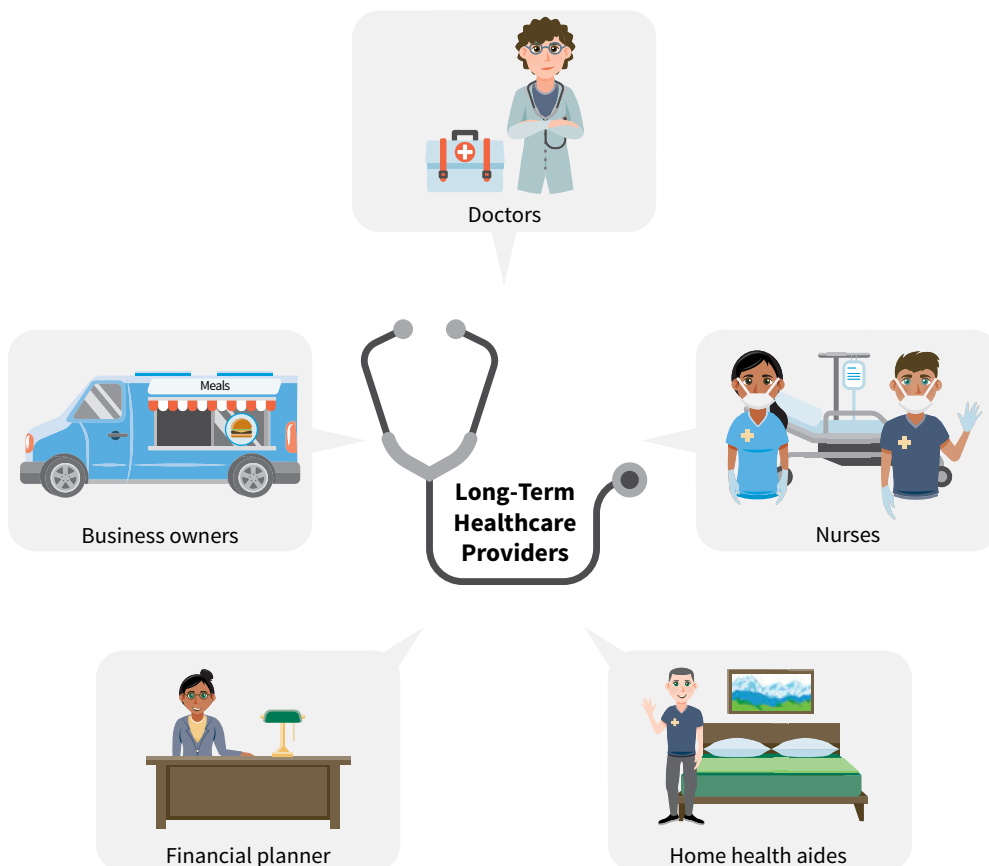 Doctors
Meals
Business owners
Long-Term
Healthcare
Providers
Nurses
Financial planner
Home health aides